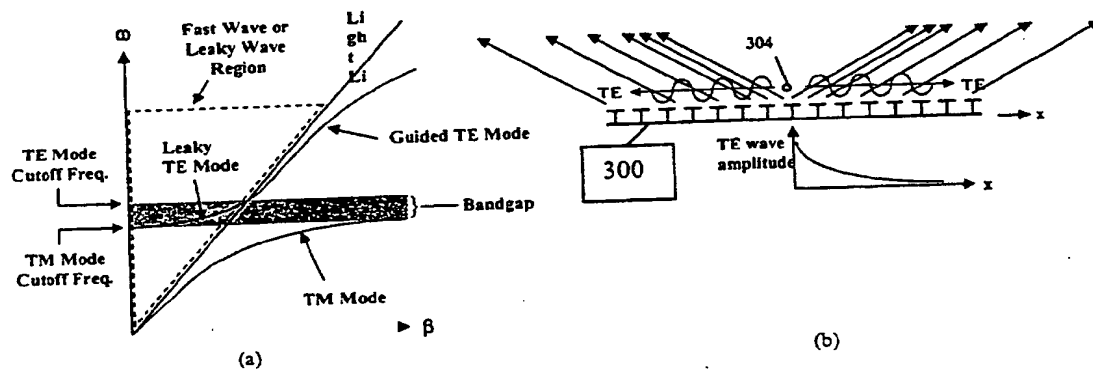 ω
Fast Wave or
Leaky Wave
Region
Li
gh
t
Li
Guided TE Mode
Leaky
TE Mode
TE Mode
Cutoff Freq.
Bandgap
TM Mode
Cutoff Freq.
TM Mode
β
(a)
304
TE
TE
x
300
TE wave
amplitude
x
(b)